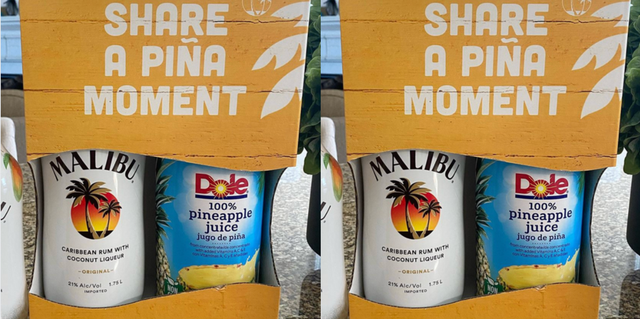 SHARE
A PIÑA
MOMENT
MALIBU
CARIBBEAN RUM WITH
COCONUT LIQUEUR
- ORIGINAL -
21% Alc/Vol 1.75 L
IMPORTED
Dole
100%
pineapple
juice
jugo de piña
SHARE
A PIÑA
MOMENT
MALIBU
CARIBBEAN RUM WITH
COCONUT LIQUEUR
- ORIGINAL -
21% Alc/Vol 1.75 L
IMPORTED
Dole
100%
pineapple
juice
jugo de piña